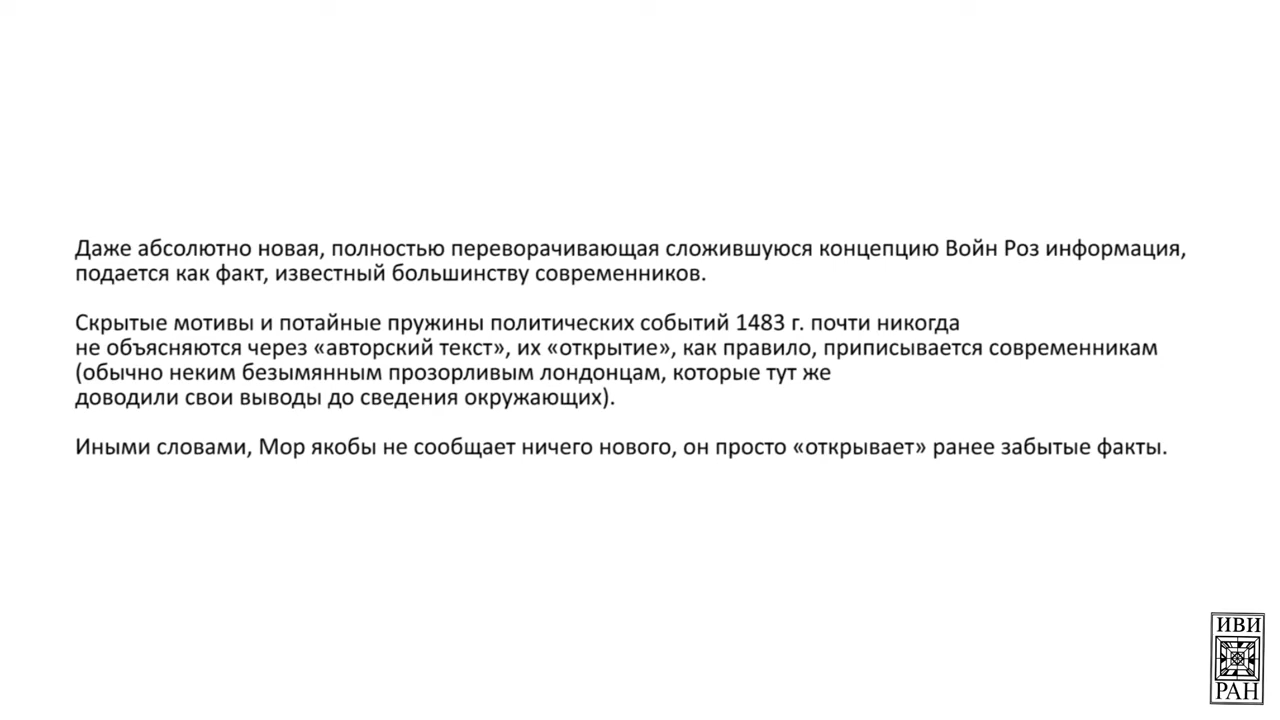 Даже абсолютно новая, полностью переворачивающая сложившуюся концепцию Войн Роз информация,
подается как факт, известный большинству современников.
Скрытые мотивы и потайные пружины политических событий 1483 г. почти никогда
не объясняются через «авторский текст», их «открытие», как правило, приписывается современникам
(обычно неким безымянным прозорливым лондонцам, которые тут же
доводили свои выводы до сведения окружающих).
Иными словами, Мор якобы не сообщает ничего нового, он просто «открывает» ранее забытые факты.
ИВИ
РАН